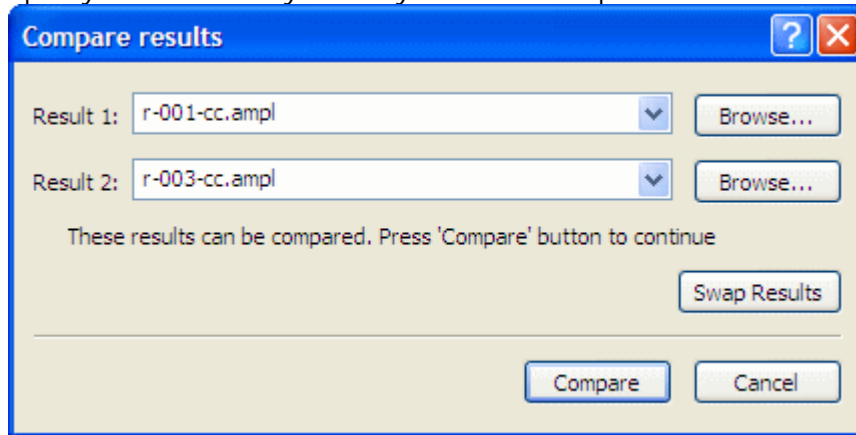 Compare results
Result 1: r-001-cc.ampl Browse...
Result 2: r-003-cc.ampl Browse...
These results can be compared. Press 'Compare' button to continue
Swap Results
Compare Cancel